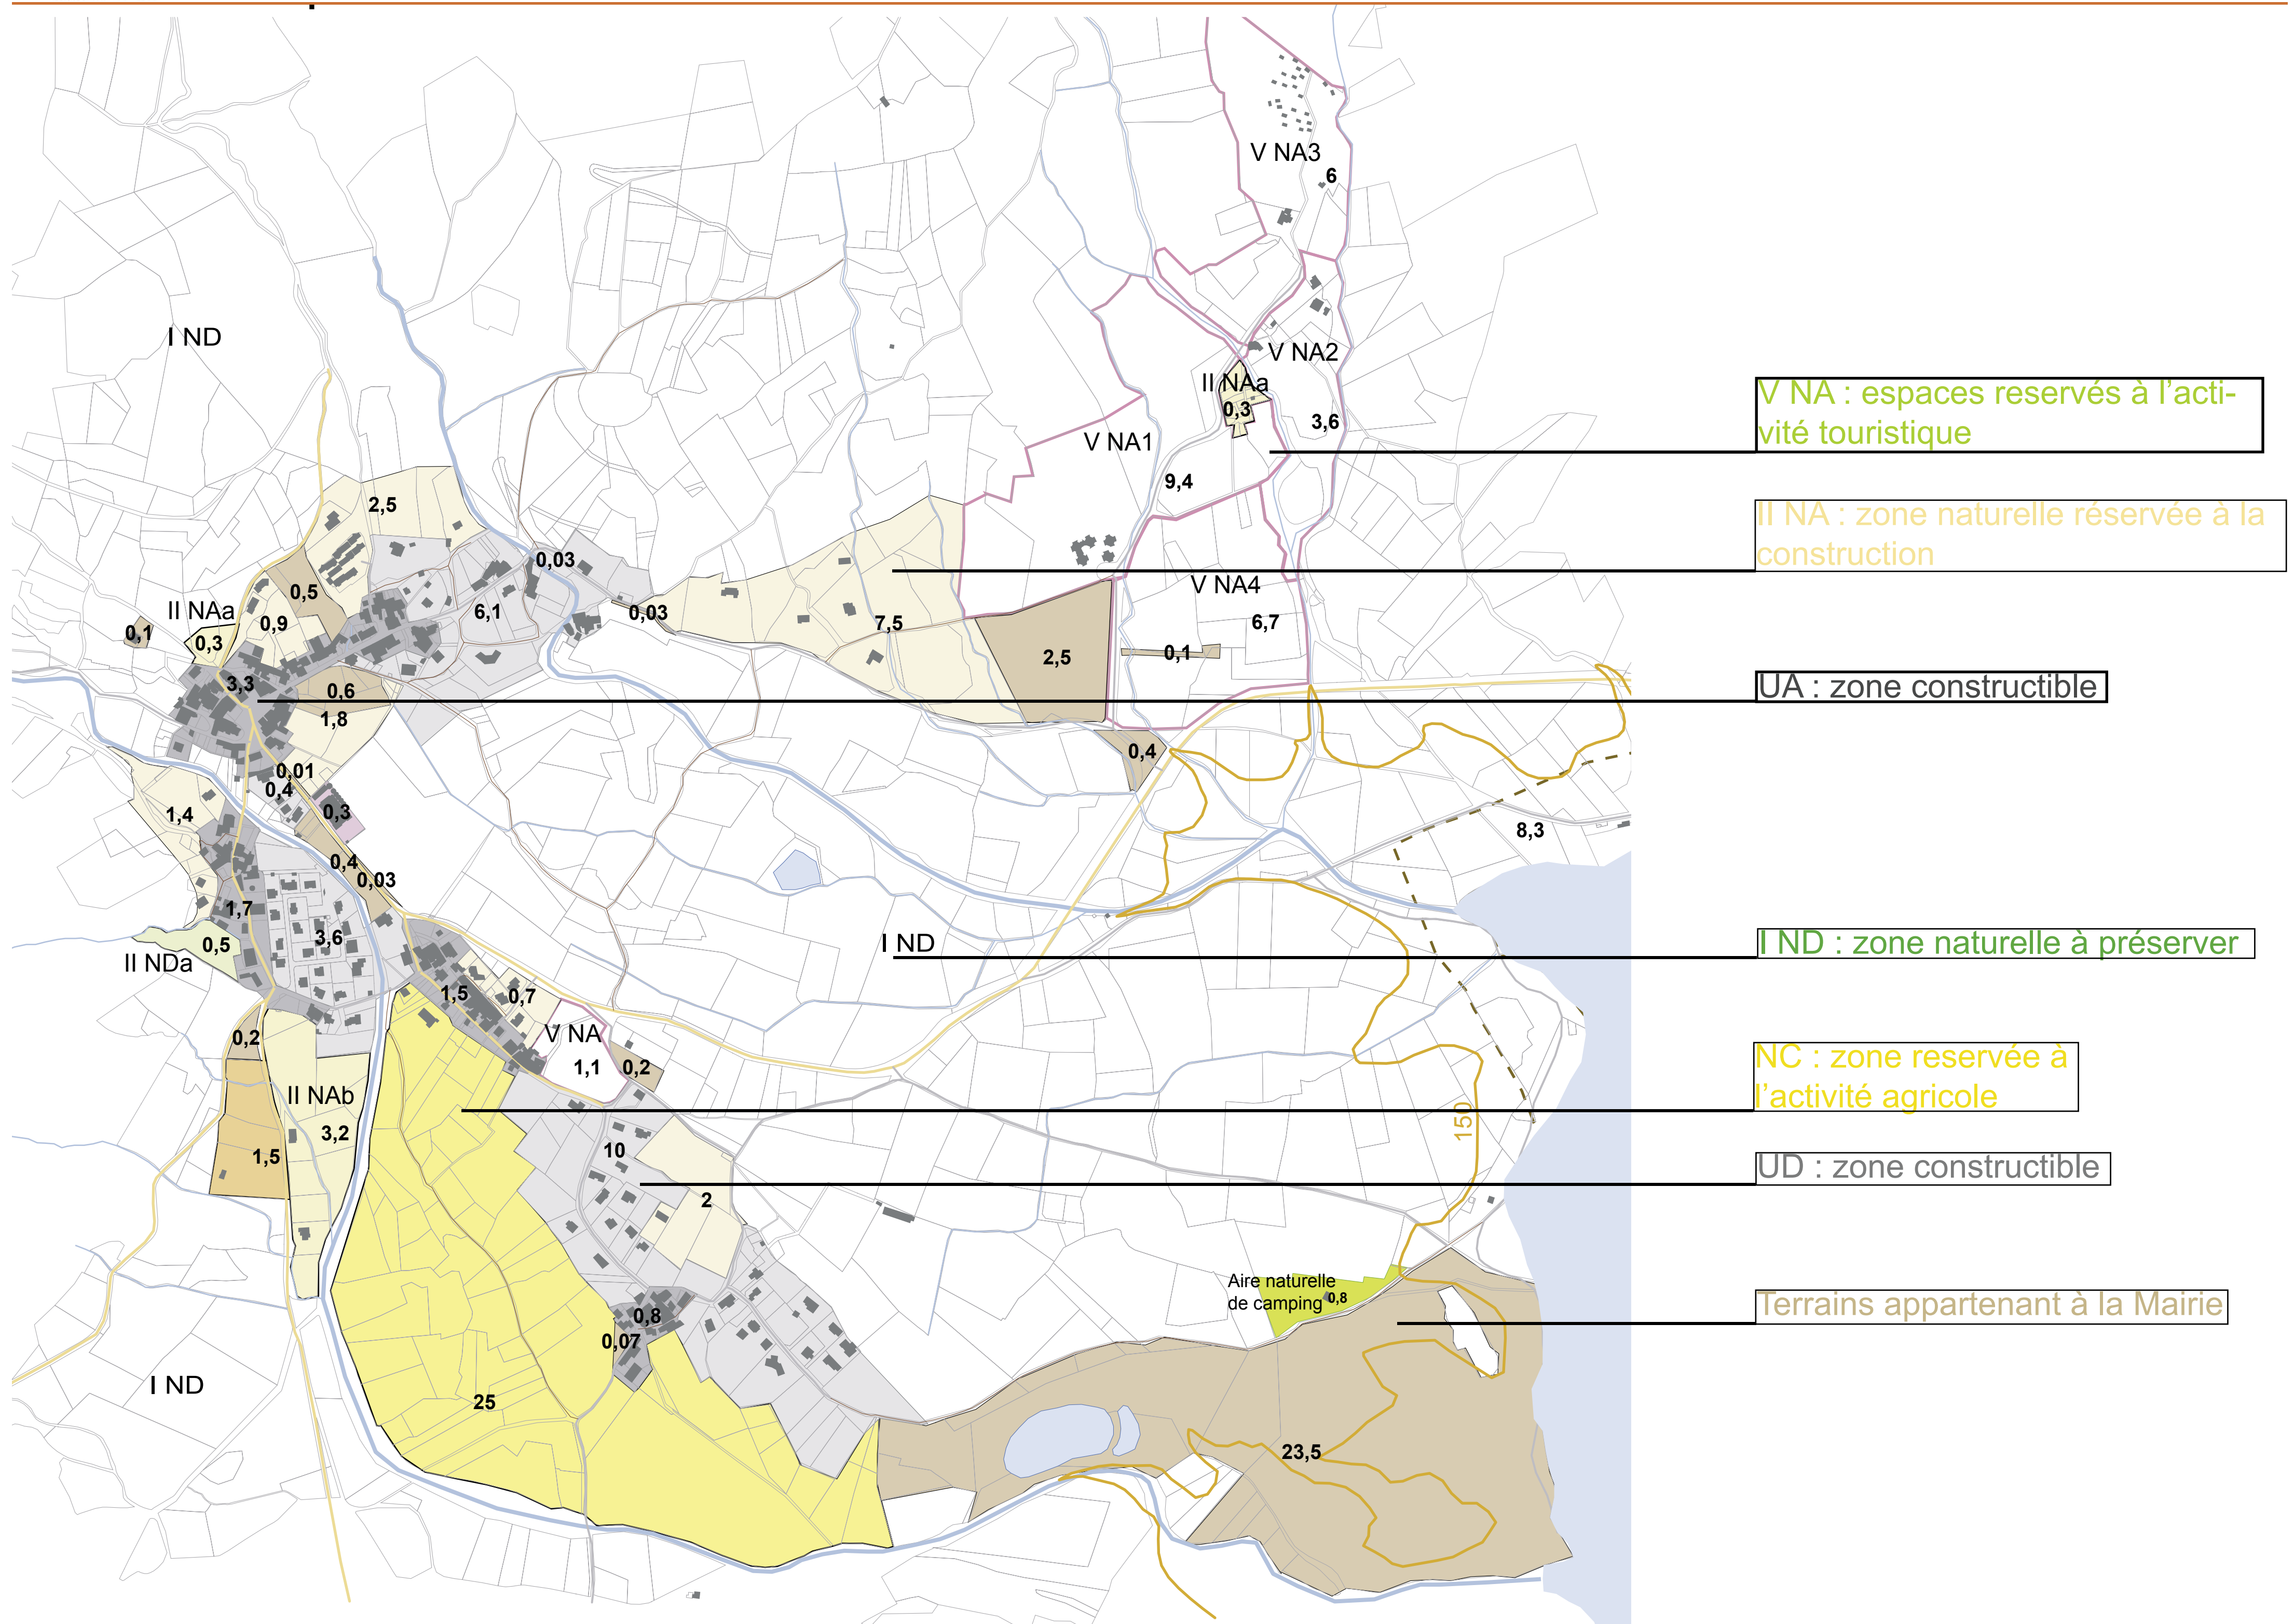 V NA3
6
I ND
V NA2
II NAa
0,3
3,6
V NA1
9,4
2,5
0,03
0,5
6,1
V NA4
II NAa
0,03
0,9
7,5
6,7
0,1
0,3
2,5
0,1
3,3
0,6
1,8
0,4
0,01
0,4
0,3
1,4
8,3
0,4
0,03
1,7
3,6
0,5
I ND
II NDa
1,5
0,7
V NA
0,2
1,1
0,2
II NAb
3,2
150
10
1,5
2
Aire naturelle
de camping
0,8
0,8
0,07
I ND
25
23,5
V NA : espaces reservés à l'acti-
vité touristique
II NA : zone naturelle réservée à la
construction
UA : zone constructible
I ND : zone naturelle à préserver
NC : zone reservée à
l'activité agricole
UD : zone constructible
Terrains appartenant à la Mairie